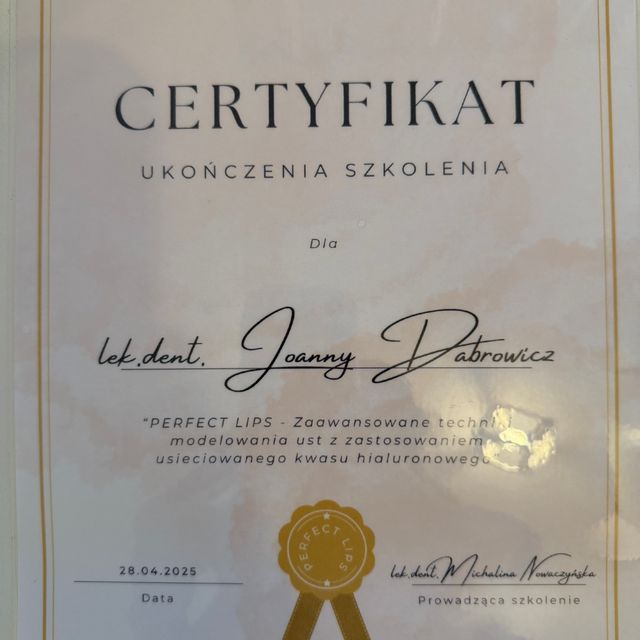 CERTYFIKAT
UKOŃCZENIA SZKOLENIA
Dla
lek.dent. Joanny Dabrowicz
"PERFECT LIPS - Zaawansowane techniki
modelowania ust z zastosowaniem
usieciowanego kwasu hialuronowego
PERFECT LIPS
28.04.2025
Data
lek.dent. Michalina Nowaczyńska
Prowadząca szkolenie